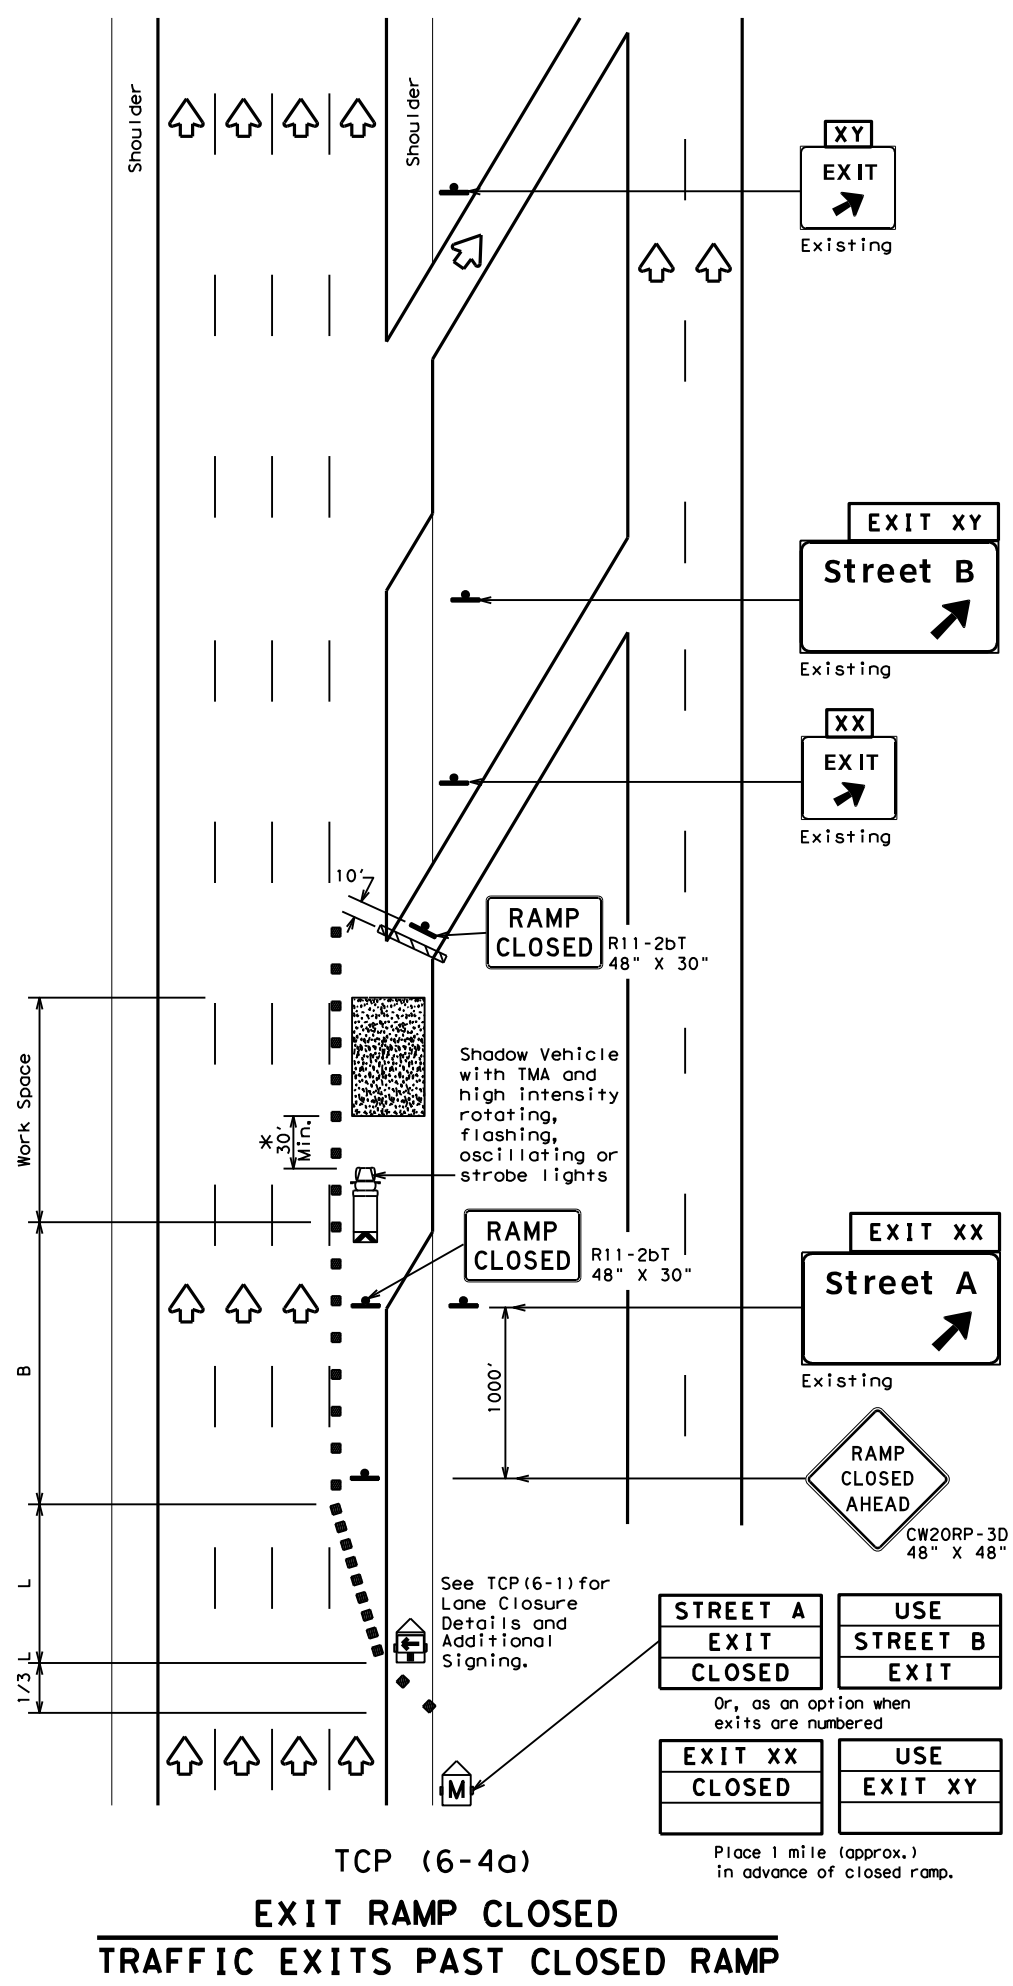 Shoulder
Shoulder
XY
EXIT
Existing
EXIT XY
Street B
Existing
XX
EXIT
Existing
10'
RAMP
CLOSED
R11-2bT
48" X 30"
Work Space
*
30'
Min.
Shadow Vehicle
with TMA and
high intensity
rotating,
flashing,
oscillating or
strobe lights
RAMP
CLOSED
R11-2bT
48" X 30"
EXIT XX
Street A
Existing
B
1000'
RAMP
CLOSED
AHEAD
CW20RP-3D
48" X 48"
L
See TCP(6-1)for
Lane Closure
Details and
Additional
Signing.
1/3 L
STREET A
EXIT
CLOSED
USE
STREET B
EXIT
Or, as an option when
exits are numbered
EXIT XX
CLOSED
USE
EXIT XY
M
Place 1 mile (approx.)
in advance of closed ramp.
TCP (6-4a)
EXIT RAMP CLOSED
TRAFFIC EXITS PAST CLOSED RAMP